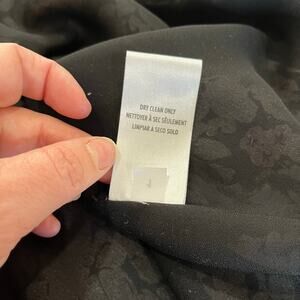 DRY CLEAN ONLY
NETTOYER À SEC SEULEMENT
LIMPIAR A SECO SOLO